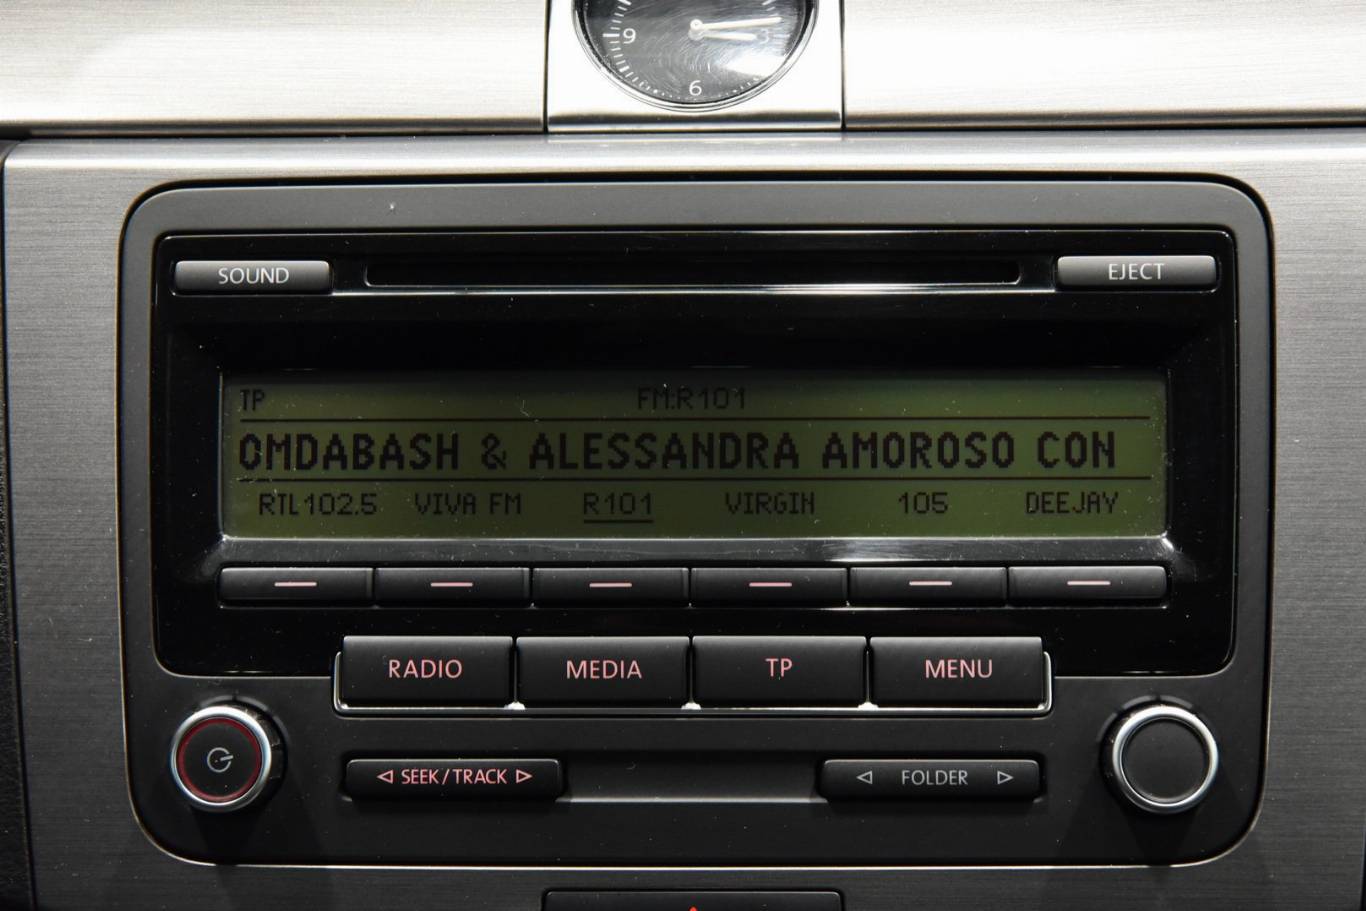 9 3
6
SOUND EJECT
TP FM:R101
OMDABASH & ALESSANDRA AMOROSO CON
RTL102.5 VIVA FM R101 VIRGIN 105 DEEJAY
RADIO MEDIA TP MENU
SEEK/TRACK FOLDER